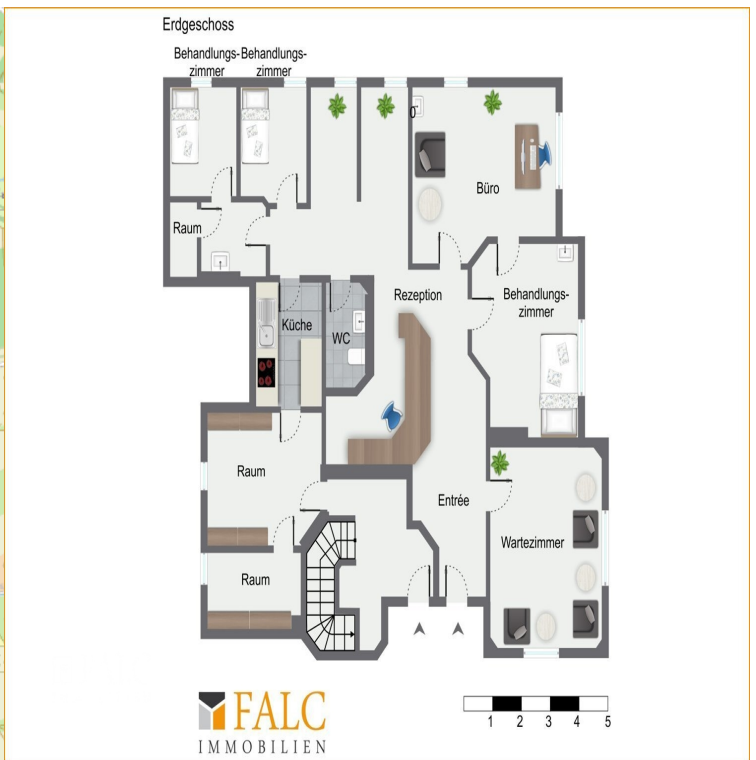 Erdgeschoss
Behandlungs- Behandlungs-
zimmer zimmer
Büro
Raum
Rezeption
Behandlungs-
zimmer
Küche
WC
Raum
Entrée
Wartezimmer
Raum
FALC
IMMOBILIEN
1 2 3 4 5